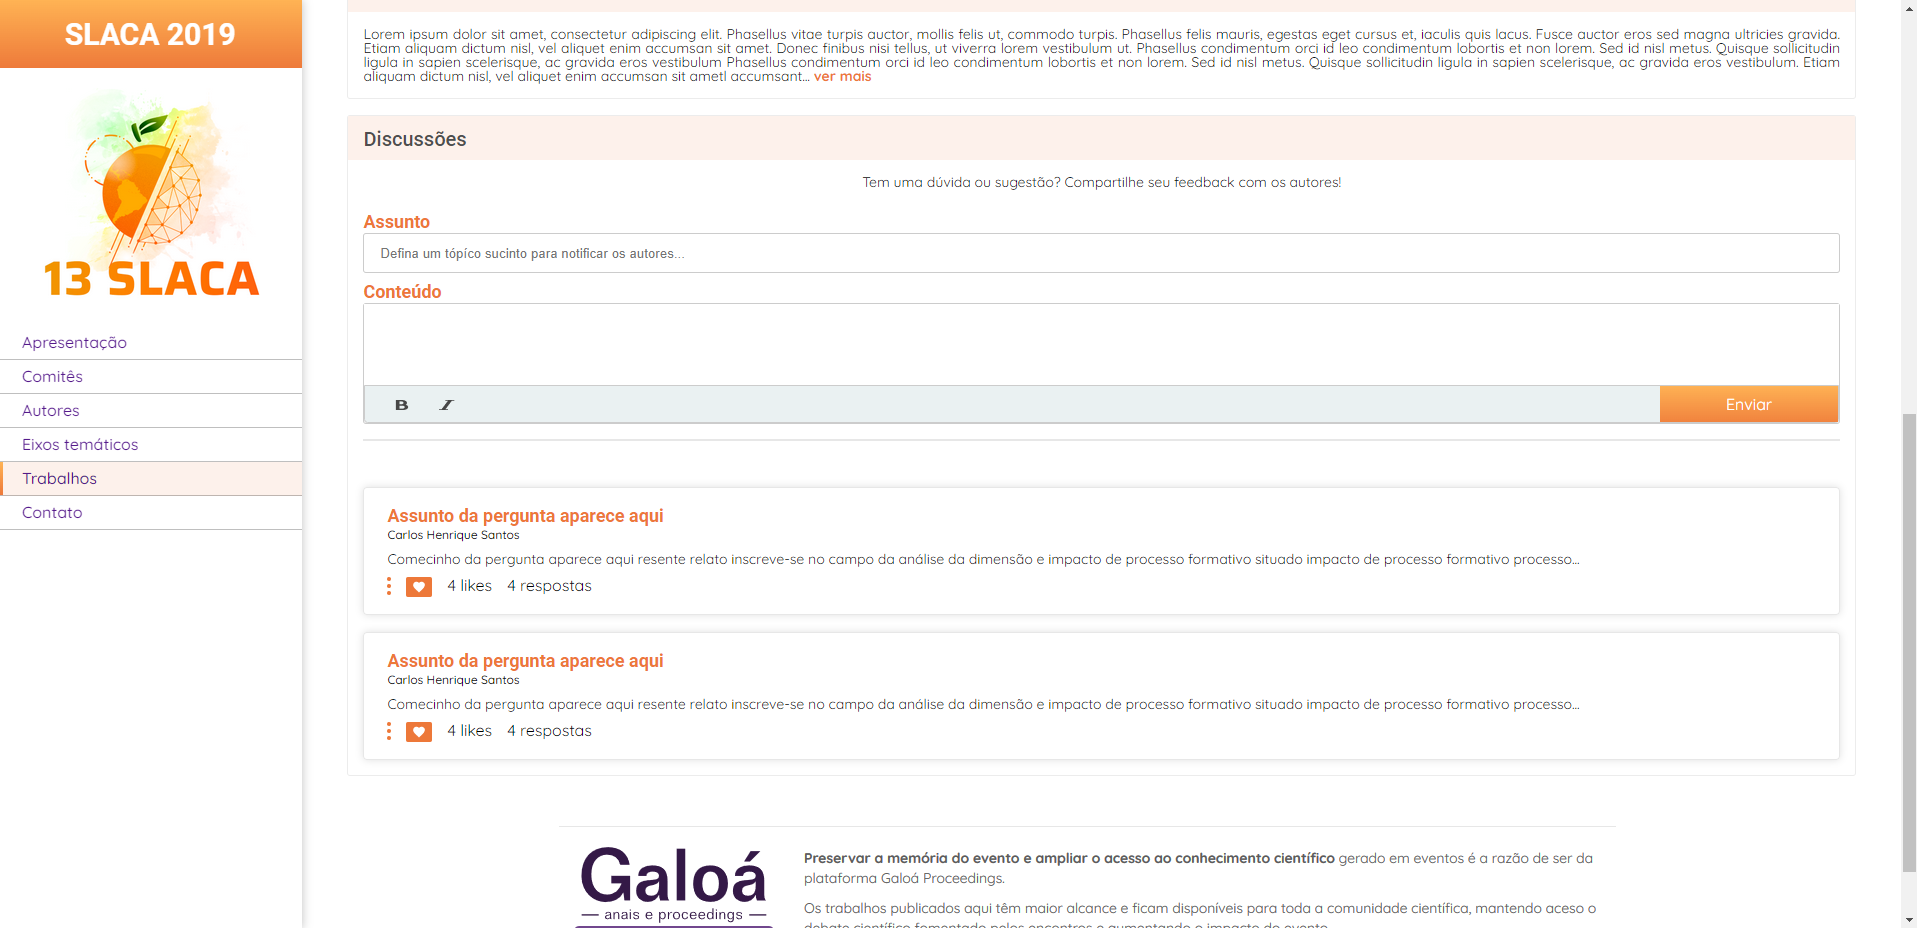 SLACA 2019
13 SLACA
Apresentação
Comitês
Autores
Eixos temáticos
Trabalhos
Contato
Lorem ipsum dolor sit amet, consectetur adipiscing elit. Phasellus vitae turpis auctor, mollis felis ut, commodo turpis. Phasellus felis mauris, egestas eget cursus et, iaculis quis lacus. Fusce auctor eros sed magna ultricies gravida.
Etiam aliquam dictum nisl, vel aliquet enim accumsan sit amet. Donec finibus nisi tellus, ut viverra lorem vestibulum ut. Phasellus condimentum orci id leo condimentum lobortis et non lorem. Sed id nisl metus. Quisque sollicitudin
ligula in sapien scelerisque, ac gravida eros vestibulum Phasellus condimentum orci id leo condimentum lobortis et non lorem. Sed id nisl metus. Quisque sollicitudin ligula in sapien scelerisque, ac gravida eros vestibulum. Etiam
aliquam dictum nisl, vel aliquet enim accumsan sit ametl accumsant... ver mais
Discussões
Tem uma dúvida ou sugestão? Compartilhe seu feedback com os autores!
Assunto
Defina um tópíco sucinto para notificar os autores...
Conteúdo
B I
Enviar
Assunto da pergunta aparece aqui
Carlos Henrique Santos
Comecinho da pergunta aparece aqui resente relato inscreve-se no campo da análise da dimensão e impacto de processo formativo situado impacto de processo formativo processo...
4 likes 4 respostas
Assunto da pergunta aparece aqui
Carlos Henrique Santos
Comecinho da pergunta aparece aqui resente relato inscreve-se no campo da análise da dimensão e impacto de processo formativo situado impacto de processo formativo processo...
4 likes 4 respostas
Galoá
anais e proceedings
Preservar a memória do evento e ampliar o acesso ao conhecimento científico gerado em eventos é a razão de ser da
plataforma Galoá Proceedings.
Os trabalhos publicados aqui têm maior alcance e ficam disponíveis para toda a comunidade científica, mantendo aceso o
debate científico fomentado pelos encontros e aumentando o impacto do evento.